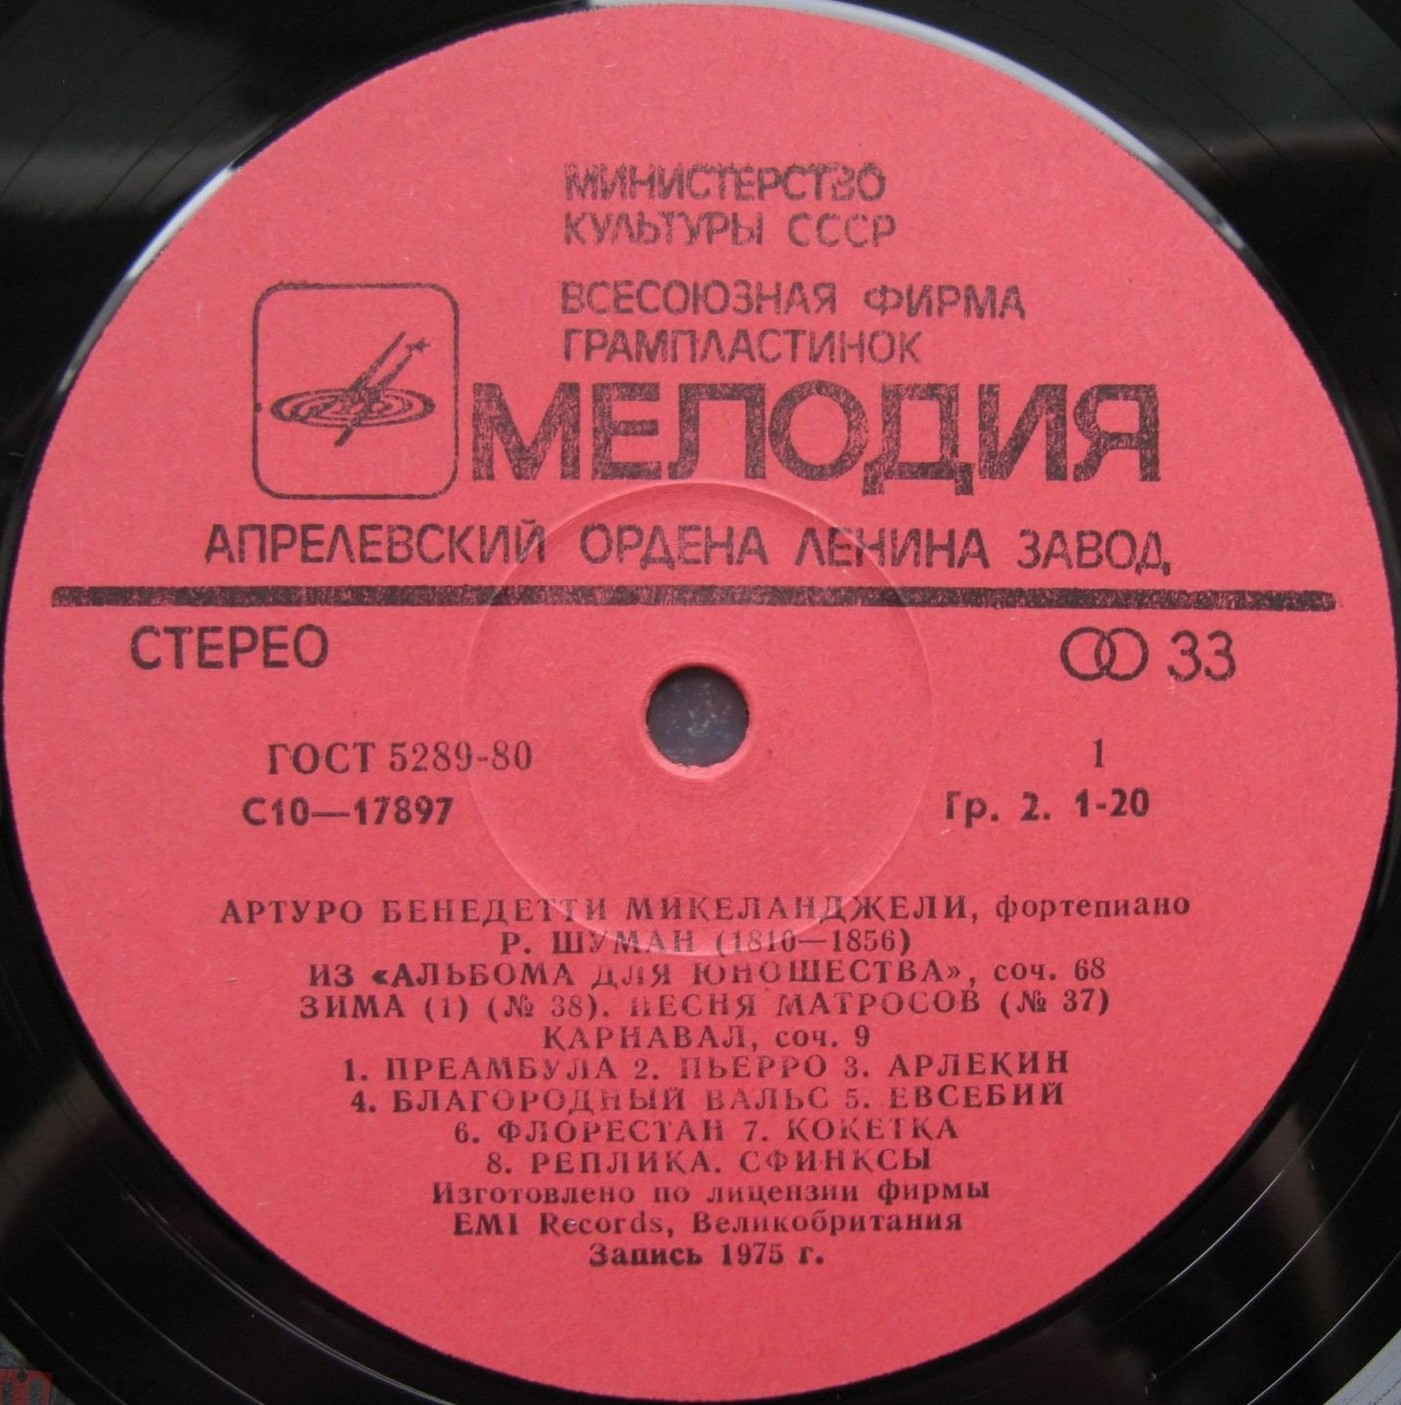 МИНИСТЕРСТВО
КУЛЬТУРЫ СССР
ВСЕСОЮЗНАЯ ФИРМА
ГРАМПЛАСТИНОК
МЕЛОДИЯ
АПРЕЛЕВСКИЙ ОРДЕНА ЛЕНИНА ЗАВОД
СТЕРЕО
33
ГОСТ 5289-80
1
С10—17897
Гр. 2. 1-20
АРТУРО БЕНЕДЕТТИ МИКЕЛАНДЖЕЛИ, фортепиано
Р. ШУМАН (1810—1856)
ИЗ «АЛЬБОМА ДЛЯ ЮНОШЕСТВА», соч. 68
ЗИМА (1) (№ 38). ПЕСНЯ МАТРОСОВ (№ 37)
КАРНАВАЛ, соч. 9
1. ПРЕАМБУЛА 2. ПЬЕРРО 3. АРЛЕКИН
4. БЛАГОРОДНЫЙ ВАЛЬС 5. ЕВСЕБИЙ
6. ФЛОРЕСТАН 7. КОКЕТКА
8. РЕПЛИКА. СФИНКСЫ
Изготовлено по лицензии фирмы
EMI Records, Великобритания
Запись 1975 г.